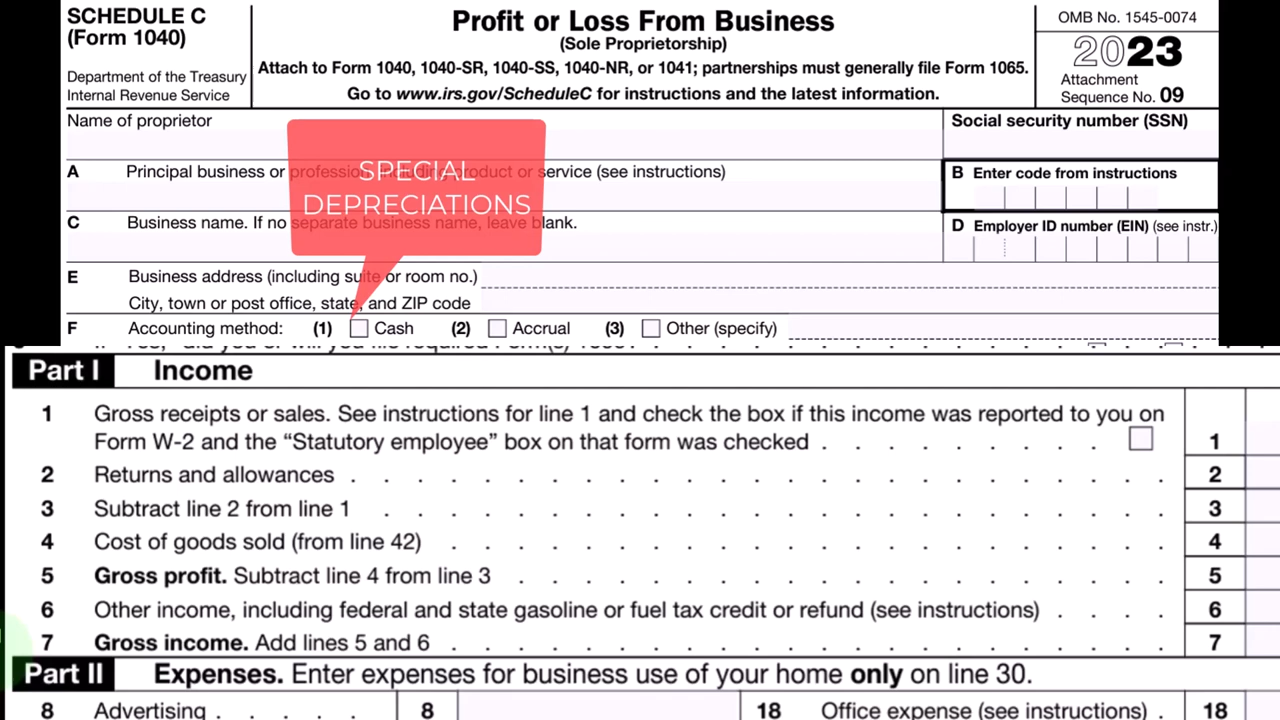 SCHEDULE C
(Form 1040)
Department of the Treasury
Internal Revenue Service
Profit or Loss From Business
(Sole Proprietorship)
Attach to Form 1040, 1040-SR, 1040-SS, 1040-NR, or 1041; partnerships must generally file Form 1065.
Go to www.irs.gov/ScheduleC for instructions and the latest information.
OMB No. 1545-0074
2023
Attachment
Sequence No. 09
Name of proprietor
Social security number (SSN)
A Principal business or profession, including product or service (see instructions)
B Enter code from instructions
SPECIAL
DEPRECIATIONS
C Business name. If no separate business name, leave blank.
D Employer ID number (EIN) (see instr.)
E Business address (including suite or room no.)
City, town or post office, state, and ZIP code
F Accounting method: (1) Cash (2) Accrual (3) Other (specify)
Part I Income
1 Gross receipts or sales. See instructions for line 1 and check the box if this income was reported to you on
Form W-2 and the “Statutory employee” box on that form was checked . . . . . . . . . 1
2 Returns and allowances . . . . . . . . . . . . . . . . . . . . . . . . . 2
3 Subtract line 2 from line 1 . . . . . . . . . . . . . . . . . . . . . . . . 3
4 Cost of goods sold (from line 42) . . . . . . . . . . . . . . . . . . . . . . 4
5 Gross profit. Subtract line 4 from line 3 . . . . . . . . . . . . . . . . . . . . 5
6 Other income, including federal and state gasoline or fuel tax credit or refund (see instructions) . . . . 6
7 Gross income. Add lines 5 and 6 . . . . . . . . . . . . . . . . . . . . . . 7
Part II Expenses. Enter expenses for business use of your home only on line 30.
8 Advertising . . . . . 8
18 Office expense (see instructions) . 18